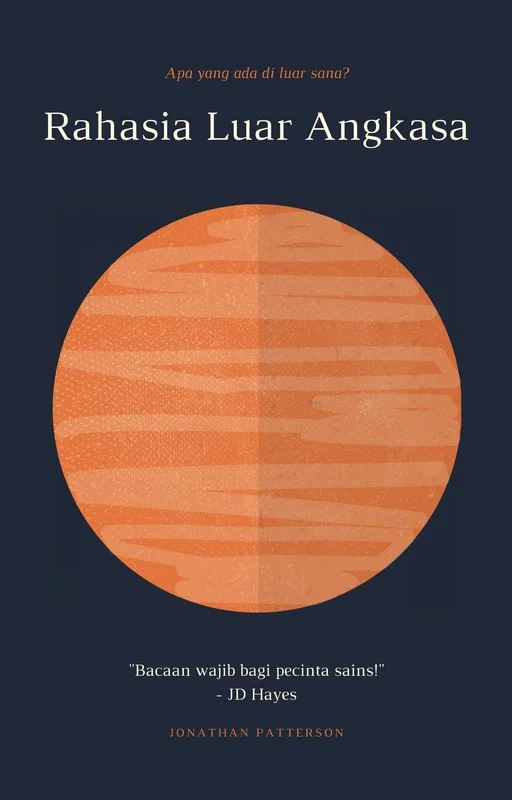 Apa yang ada di luar sana?
Rahasia Luar Angkasa
"Bacaan wajib bagi pecinta sains!"
- JD Hayes
JONATHAN PATTERSON